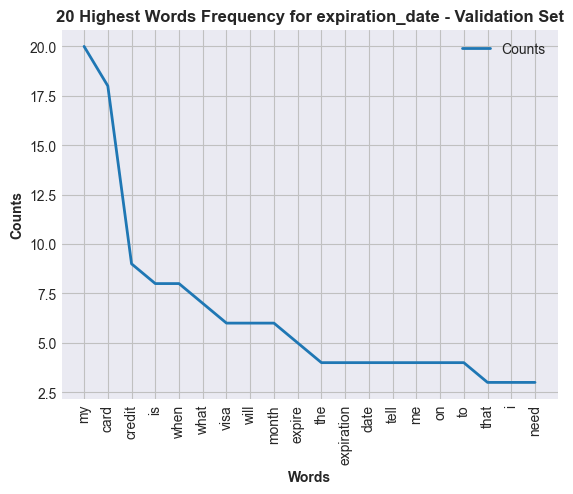 20 Highest Words Frequency for expiration_date - Validation Set
Counts
20.0
17.5
15.0
12.5
10.0
7.5
5.0
2.5
Counts
my
card
credit
is
when
what
visa
will
month
expire
the
expiration
date
tell
me
on
to
that
i
need
Words